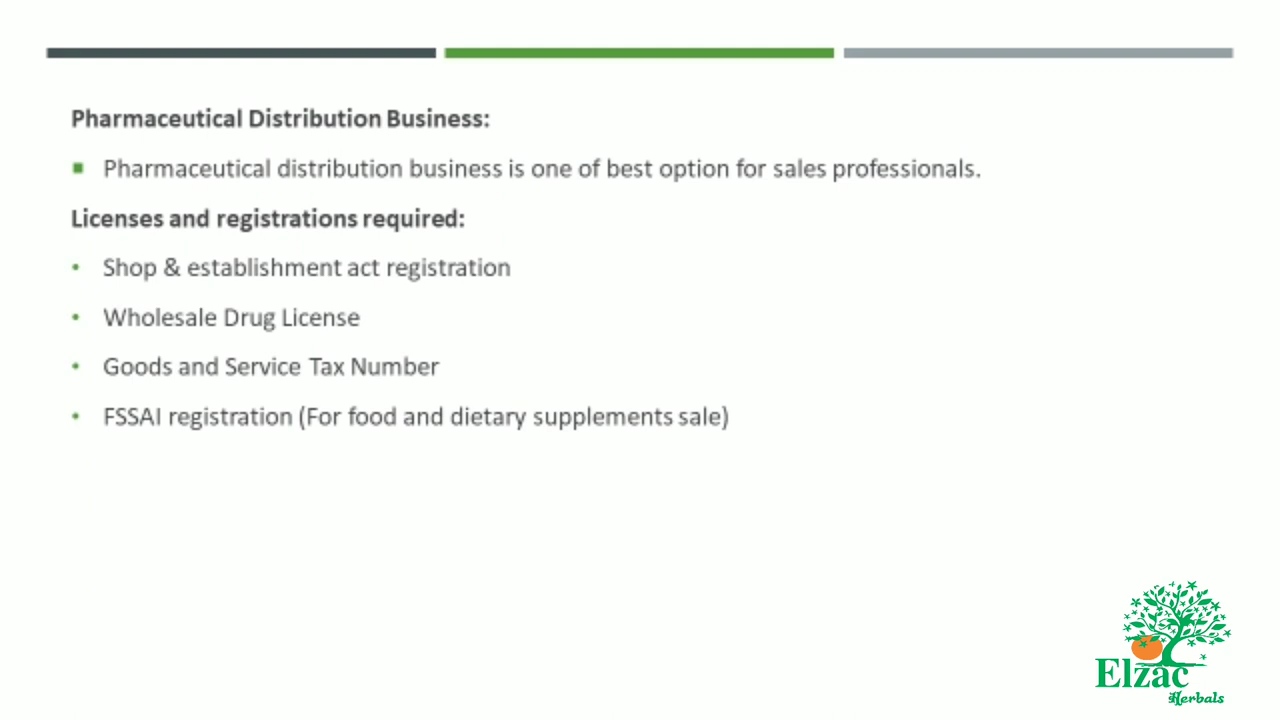 Pharmaceutical Distribution Business:
Pharmaceutical distribution business is one of best option for sales professionals.
Licenses and registrations required:
Shop & establishment act registration
Wholesale Drug License
Goods and Service Tax Number
FSSAI registration (For food and dietary supplements sale)
Elzac
Herbals